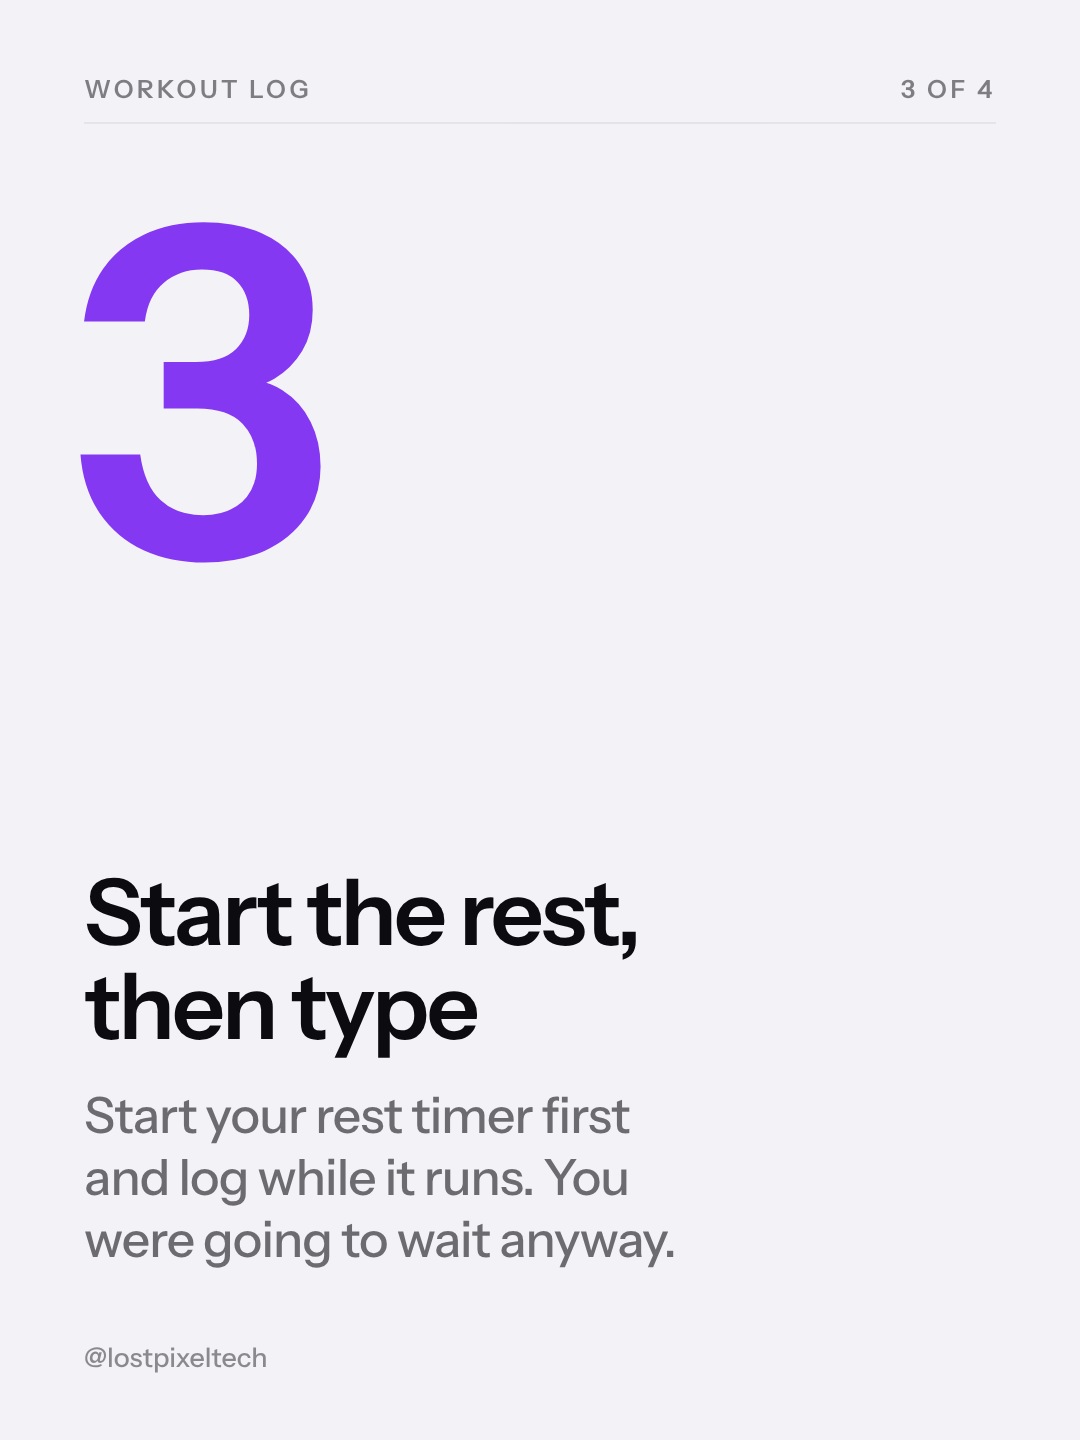 WORKOUT LOG
3 OF 4
3
Start the rest,
then type
Start your rest timer first
and log while it runs. You
were going to wait anyway.
@lostpixeltech